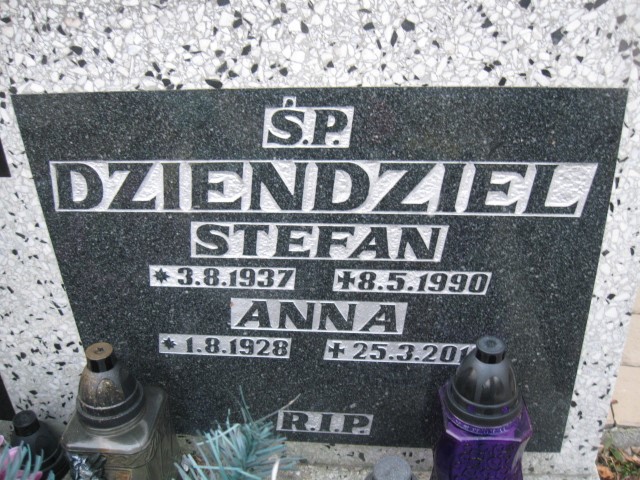 Ś.P.
DZIENDZIEL
STEFAN
* 3.8.1937 +8.5.1990
ANNA
* 1.8.1928 + 25.3.201
R.I.P.